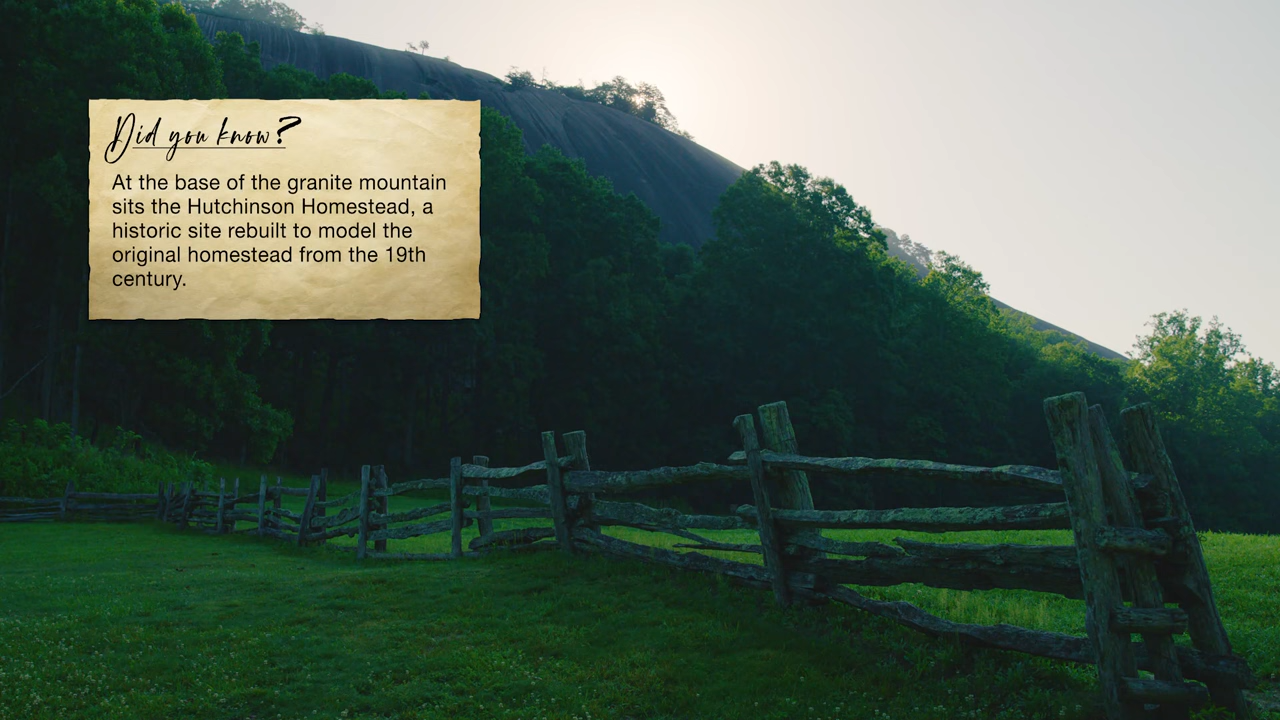 Did you know?
At the base of the granite mountain
sits the Hutchinson Homestead, a
historic site rebuilt to model the
original homestead from the 19th
century.